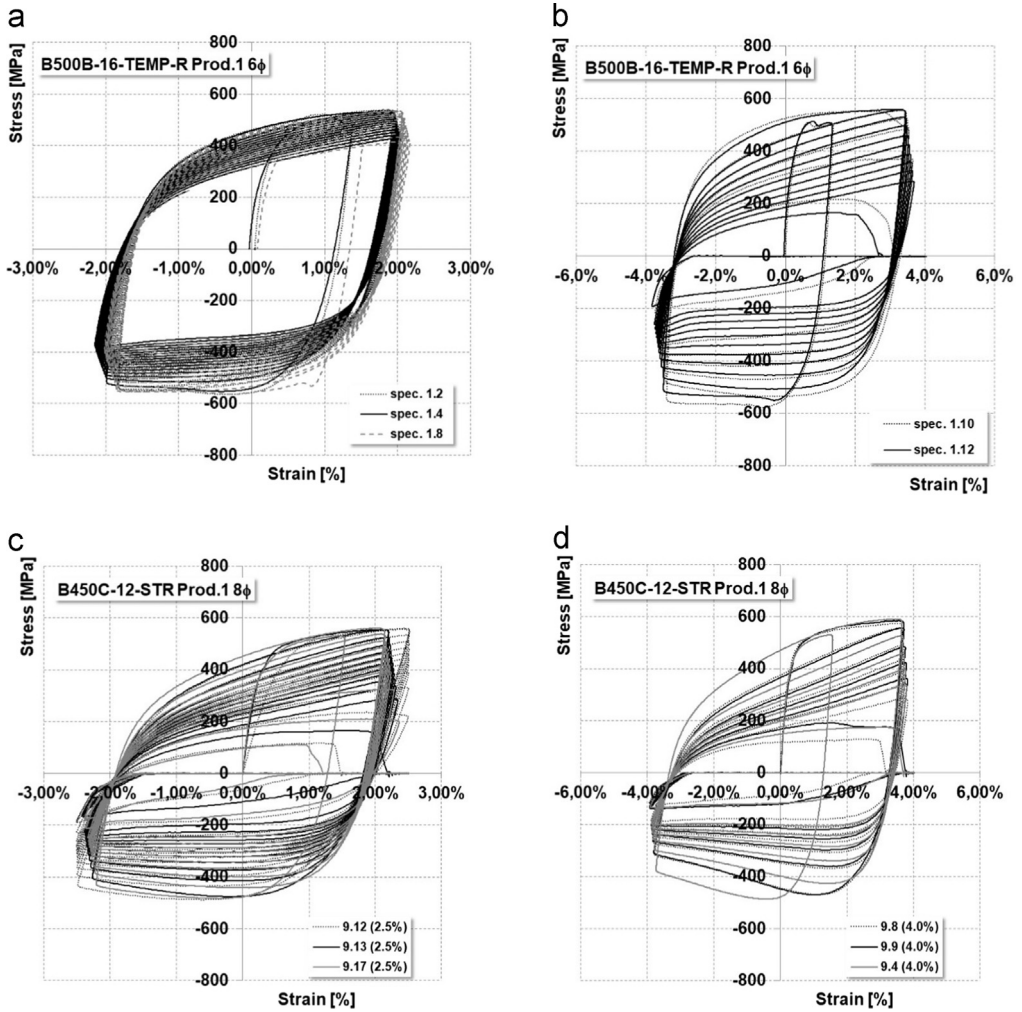 a
Stress [MPa]
B500B-16-TEMP-R Prod.1 6ϕ
800
600
400
200
0
-3,00% -2,00% -1,00% 0,00% 1,00% 2,00% 3,00%
-200
-400
-600
-800
spec. 1.2
spec. 1.4
spec. 1.8
Strain [%]
b
Stress [MPa]
B500B-16-TEMP-R Prod.1 6ϕ
800
600
400
200
0
-6,0% -4,0% -2,0% 0,0% 2,0% 4,0% 6,0%
-200
-400
-600
-800
spec. 1.10
spec. 1.12
Strain [%]
c
Stress [MPa]
B450C-12-STR Prod.1 8ϕ
800
600
400
200
0
-3,00% -2,00% -1,00% 0,00% 1,00% 2,00% 3,00%
-200
-400
-600
-800
9.12 (2.5%)
9.13 (2.5%)
9.17 (2.5%)
Strain [%]
d
Stress [MPa]
B450C-12-STR Prod.1 8ϕ
800
600
400
200
0
-6,00% -4,00% -2,00% 0,00% 2,00% 4,00% 6,00%
-200
-400
-600
-800
9.8 (4.0%)
9.9 (4.0%)
9.4 (4.0%)
Strain [%]